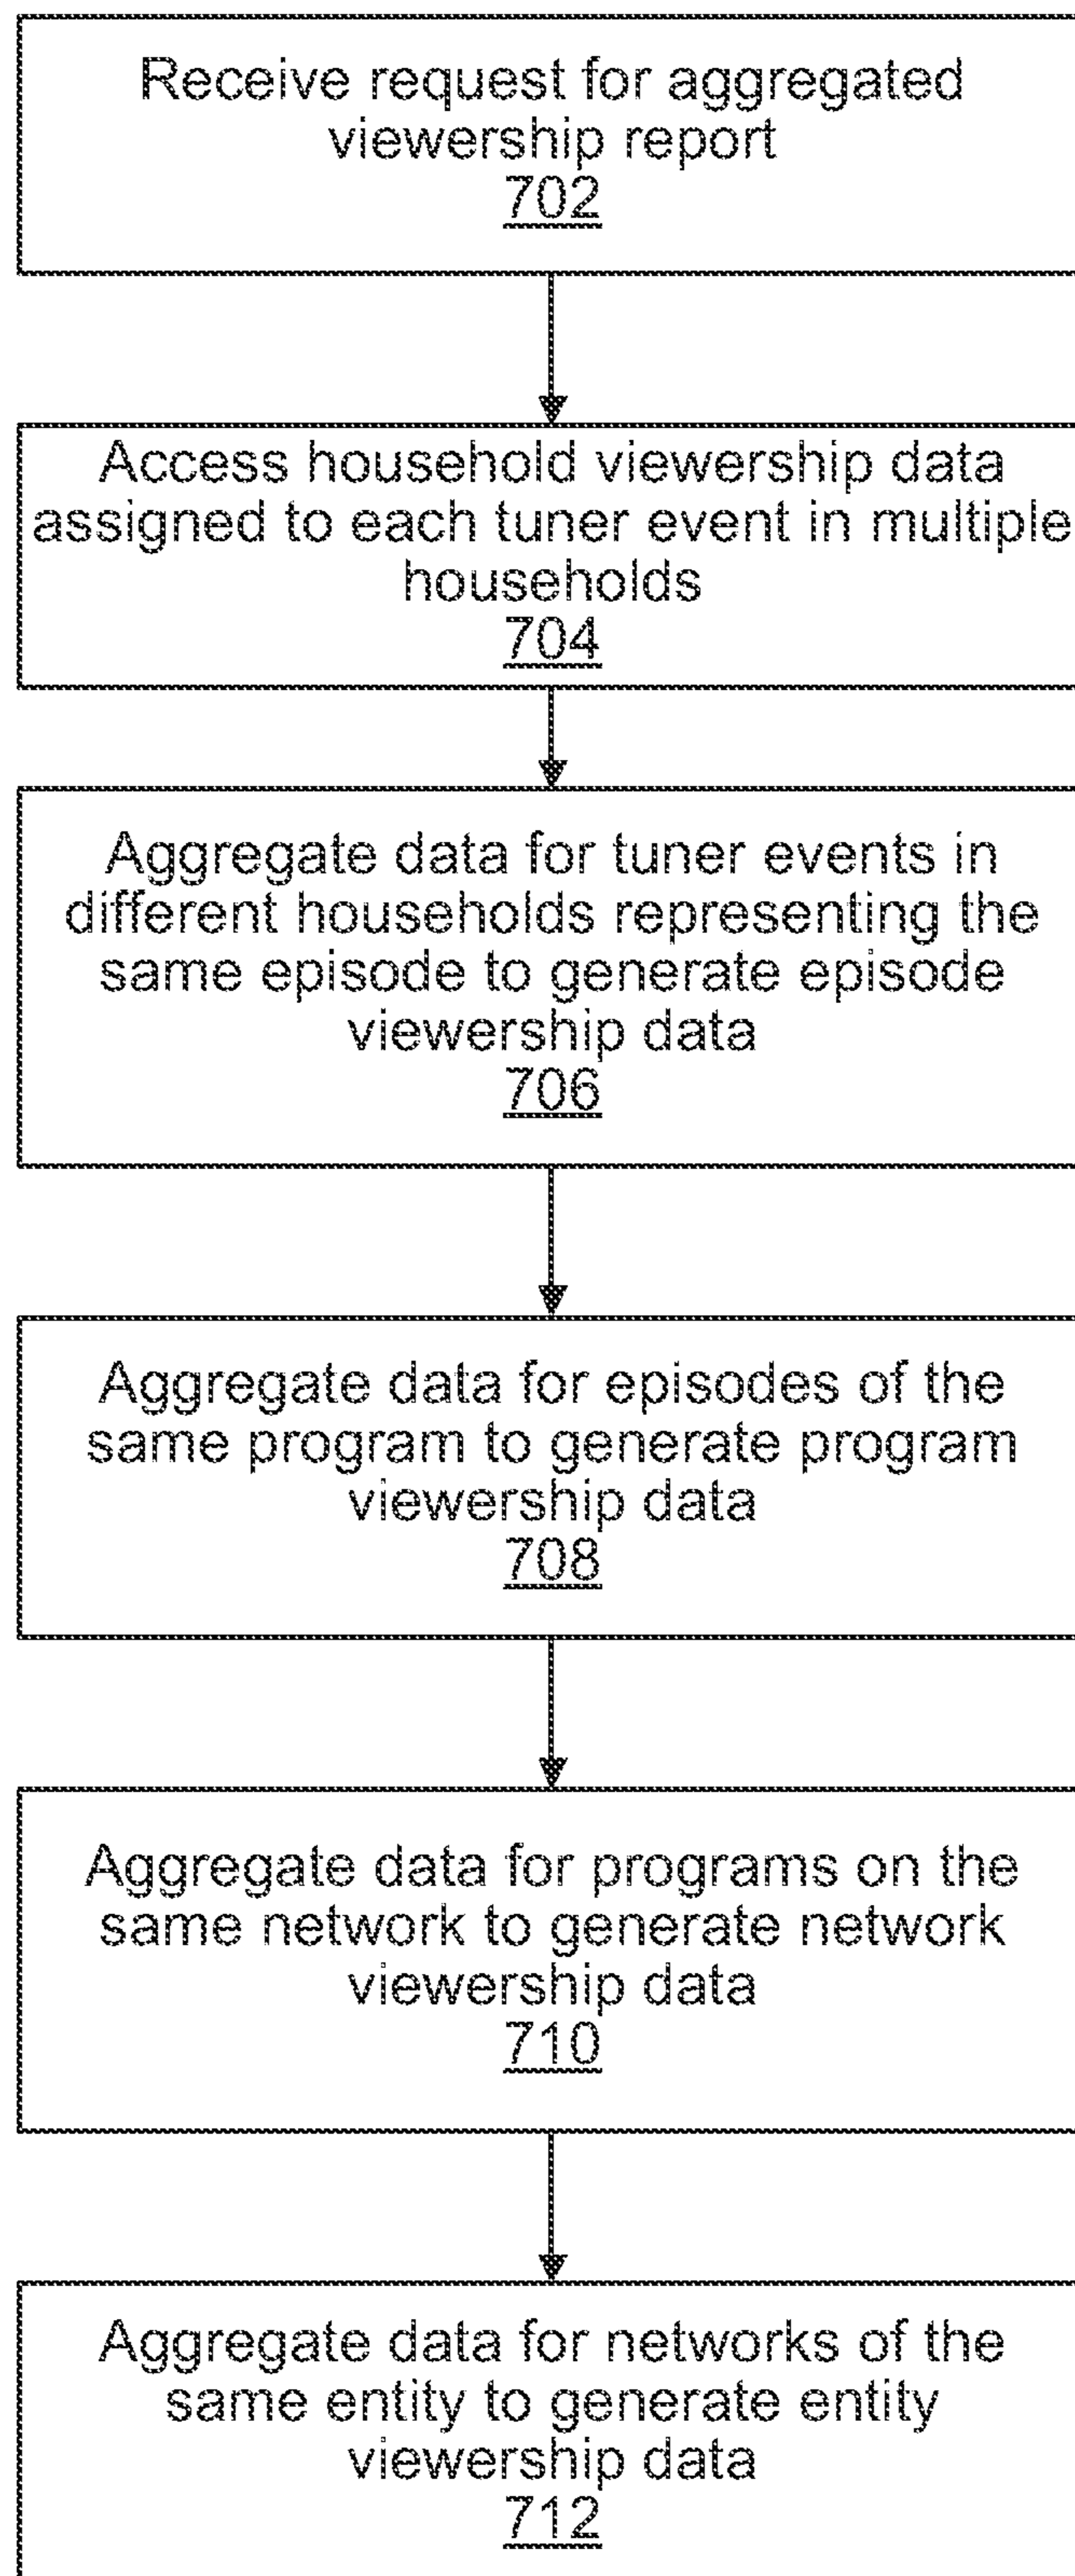 Receive request for aggregated
viewership report
702
Access household viewership data
assigned to each tuner event in multiple
households
704
Aggregate data for tuner events in
different households representing the
same episode to generate episode
viewership data
706
Aggregate data for episodes of the
same program to generate program
viewership data
708
Aggregate data for programs on the
same network to generate network
viewership data
710
Aggregate data for networks of the
same entity to generate entity
viewership data
712